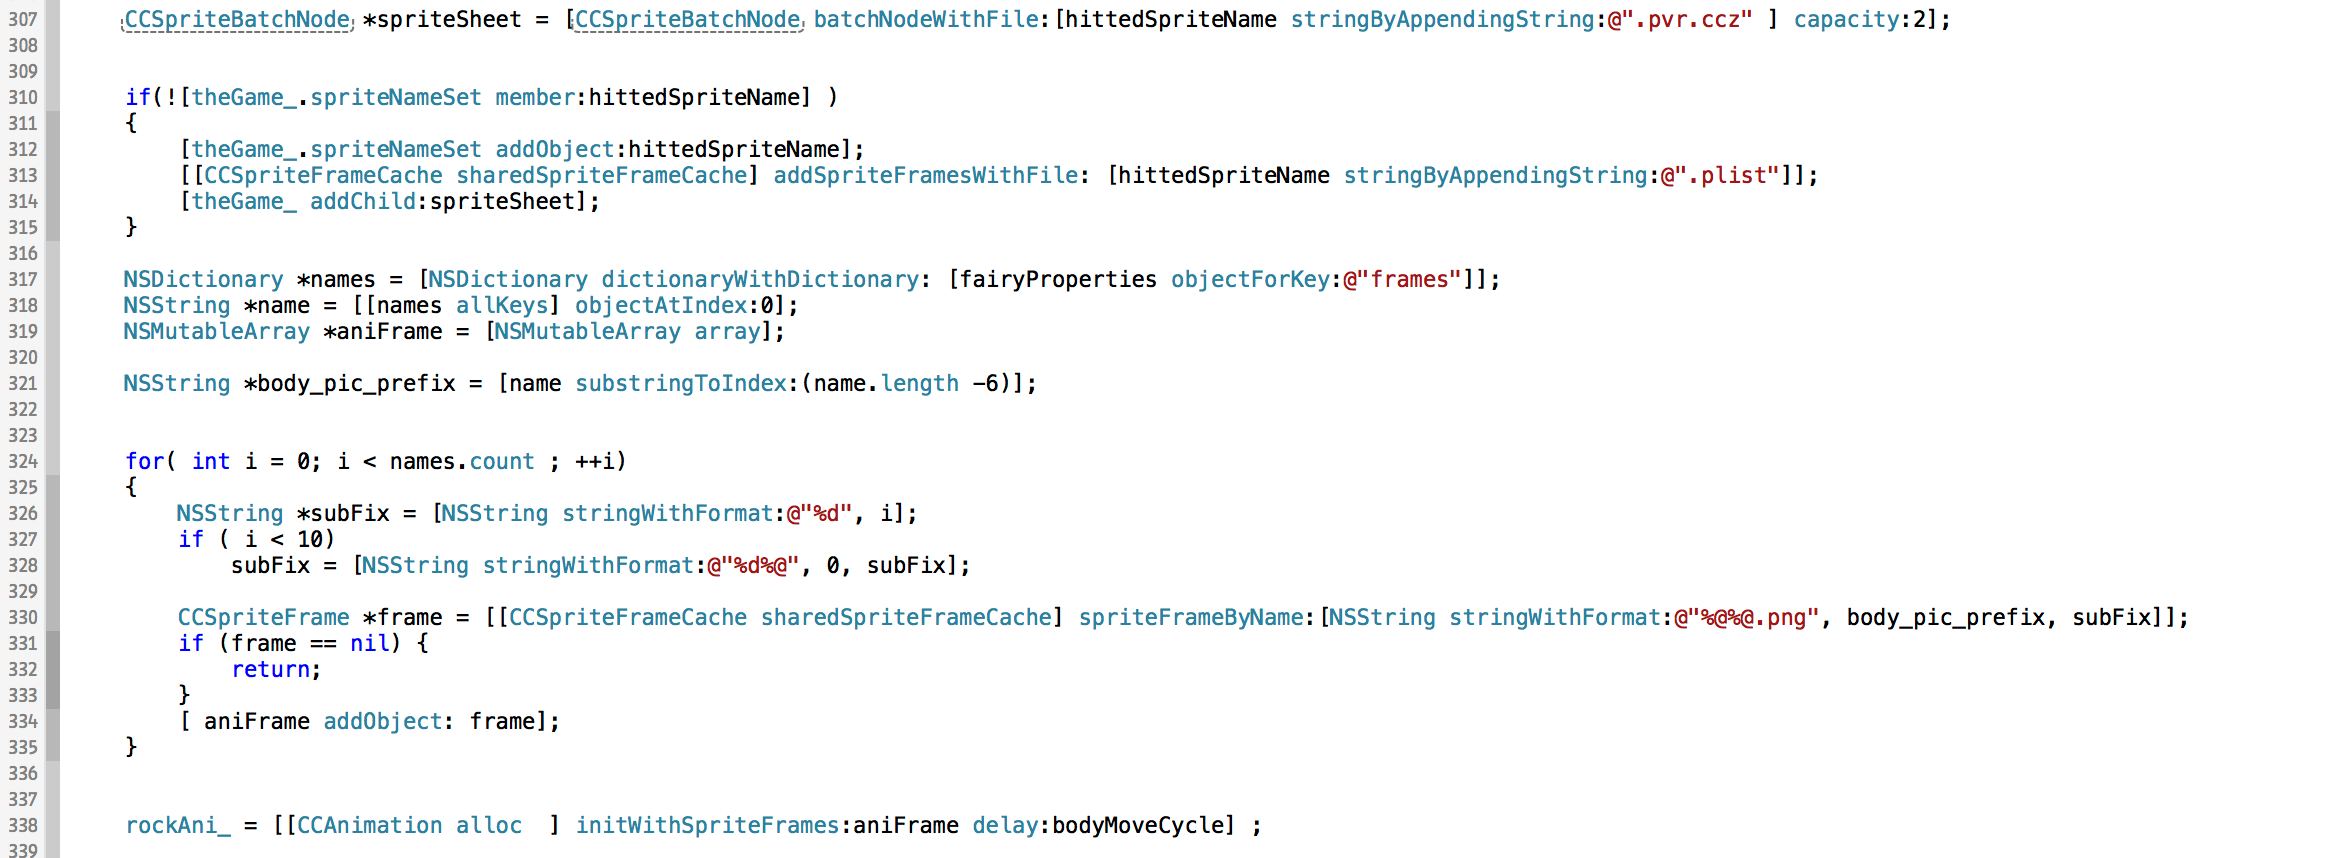 307 CCSpriteBatchNode *spriteSheet = [CCSpriteBatchNode batchNodeWithFile:[hittedSpriteName stringByAppendingString:@".pvr.ccz" ] capacity:2];
308
309
310 if(![theGame_.spriteNameSet member:hittedSpriteName] )
311 {
312 [theGame_.spriteNameSet addObject:hittedSpriteName];
313 [[CCSpriteFrameCache sharedSpriteFrameCache] addSpriteFramesWithFile: [hittedSpriteName stringByAppendingString:@".plist"]];
314 [theGame_ addChild:spriteSheet];
315 }
316
317 NSDictionary *names = [NSDictionary dictionaryWithDictionary: [fairyProperties objectForKey:@"frames"]];
318 NSString *name = [[names allKeys] objectAtIndex:0];
319 NSMutableArray *aniFrame = [NSMutableArray array];
320
321 NSString *body_pic_prefix = [name substringToIndex:(name.length -6)];
322
323
324 for( int i = 0; i < names.count ; ++i)
325 {
326 NSString *subFix = [NSString stringWithFormat:@"%d", i];
327 if ( i < 10)
328 subFix = [NSString stringWithFormat:@"%d%@", 0, subFix];
329
330 CCSpriteFrame *frame = [[CCSpriteFrameCache sharedSpriteFrameCache] spriteFrameByName:[NSString stringWithFormat:@"%@%@.png", body_pic_prefix, subFix]];
331 if (frame == nil) {
332 return;
333 }
334 [ aniFrame addObject: frame];
335 }
336
337
338 rockAni_ = [[CCAnimation alloc  ] initWithSpriteFrames:aniFrame delay:bodyMoveCycle] ;
339